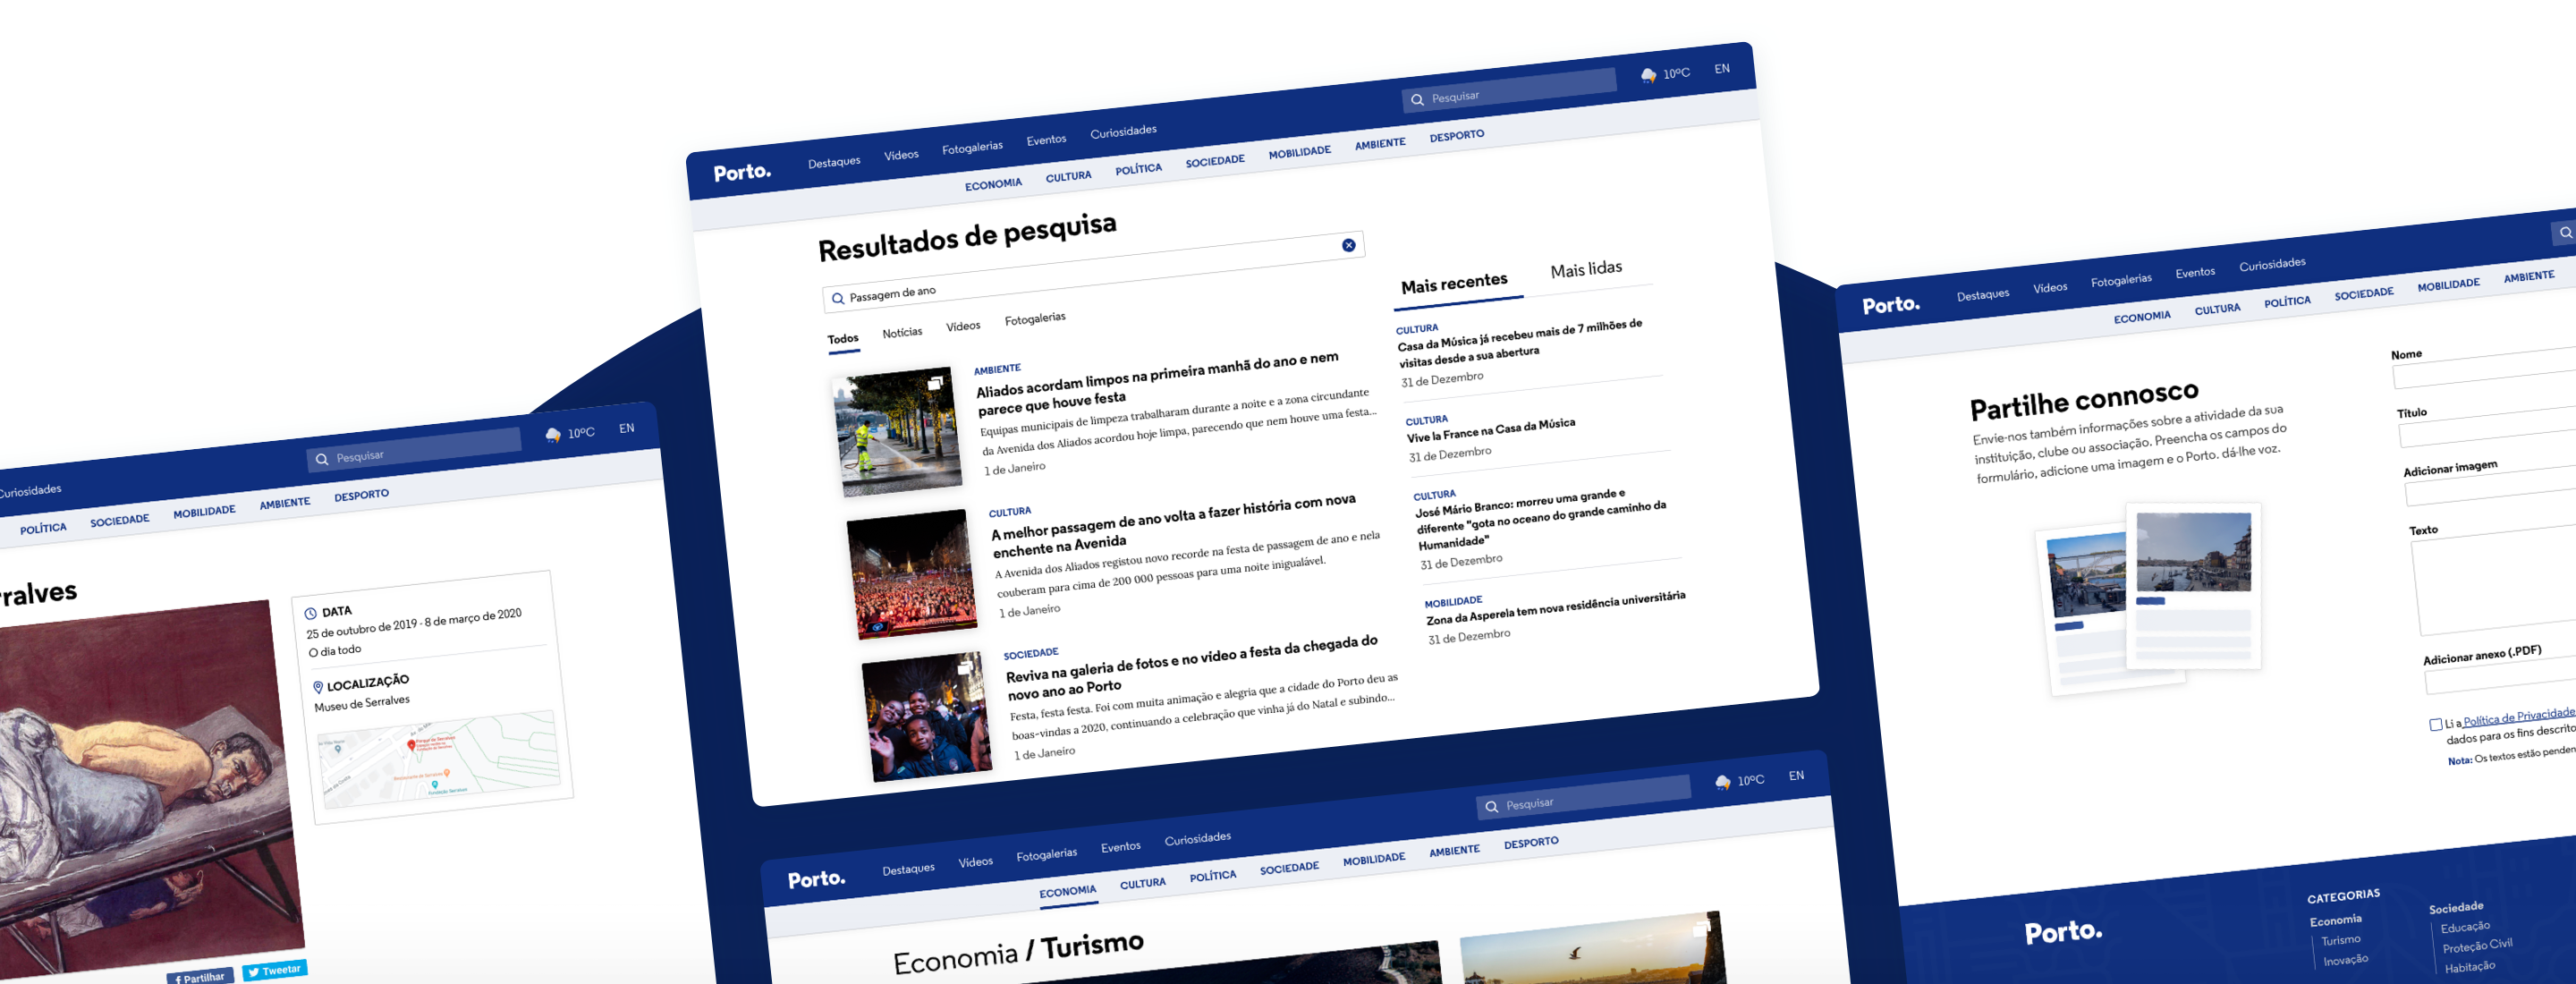 Porto.
Destaques
Vídeos
Fotogalerias
Eventos
Curiosidades
Pesquisar
10ºC
EN
ECONOMIA
CULTURA
POLÍTICA
SOCIEDADE
MOBILIDADE
AMBIENTE
DESPORTO
Resultados de pesquisa
Passagem de ano
Todos
Notícias
Vídeos
Fotogalerias
AMBIENTE
Aliados acordam limpos na primeira manhã do ano e nem
parece que houve festa
Equipas municipais de limpeza trabalharam durante a noite e a zona circundante
da Avenida dos Aliados acordou hoje limpa, parecendo que nem houve uma festa...
1 de Janeiro
CULTURA
A melhor passagem de ano volta a fazer história com nova
enchente na Avenida
A Avenida dos Aliados registou novo recorde na festa de passagem de ano e nela
couberam para cima de 200 000 pessoas para uma noite inigualável.
1 de Janeiro
SOCIEDADE
Reviva na galeria de fotos e no vídeo a festa da chegada do
novo ano ao Porto
Festa, festa festa. Foi com muita animação e alegria que a cidade do Porto deu as
boas-vindas a 2020, continuando a celebração que vinha já do Natal e subindo...
1 de Janeiro
Mais recentes
Mais lidas
CULTURA
Casa da Música já recebeu mais de 7 milhões de
visitas desde a sua abertura
31 de Dezembro
CULTURA
Vive la France na Casa da Música
31 de Dezembro
CULTURA
José Mário Branco: morreu uma grande e
diferente "gota no oceano do grande caminho da
Humanidade"
31 de Dezembro
MOBILIDADE
Zona da Asperela tem nova residência universitária
31 de Dezembro
Curiosidades
Pesquisar
10ºC
EN
POLÍTICA
SOCIEDADE
MOBILIDADE
AMBIENTE
DESPORTO
rralves
DATA
25 de outubro de 2019 - 8 de março de 2020
O dia todo
LOCALIZAÇÃO
Museu de Serralves
Partilhar
Tweetar
Porto.
Destaques
Vídeos
Fotogalerias
Eventos
Curiosidades
Pesquisar
10ºC
EN
ECONOMIA
CULTURA
POLÍTICA
SOCIEDADE
MOBILIDADE
AMBIENTE
DESPORTO
Economia / Turismo
Porto.
Destaques
Vídeos
Fotogalerias
Eventos
Curiosidades
ECONOMIA
CULTURA
POLÍTICA
SOCIEDADE
MOBILIDADE
AMBIENTE
Partilhe connosco
Envie-nos também informações sobre a atividade da sua
instituição, clube ou associação. Preencha os campos do
formulário, adicione uma imagem e o Porto. dá-lhe voz.
Nome
Título
Adicionar imagem
Texto
Adicionar anexo (.PDF)
Li a Política de Privacidade
dados para os fins descrito
Nota: Os textos estão penden
Porto.
CATEGORIAS
Economia
Turismo
Inovação
Sociedade
Educação
Proteção Civil
Habitação